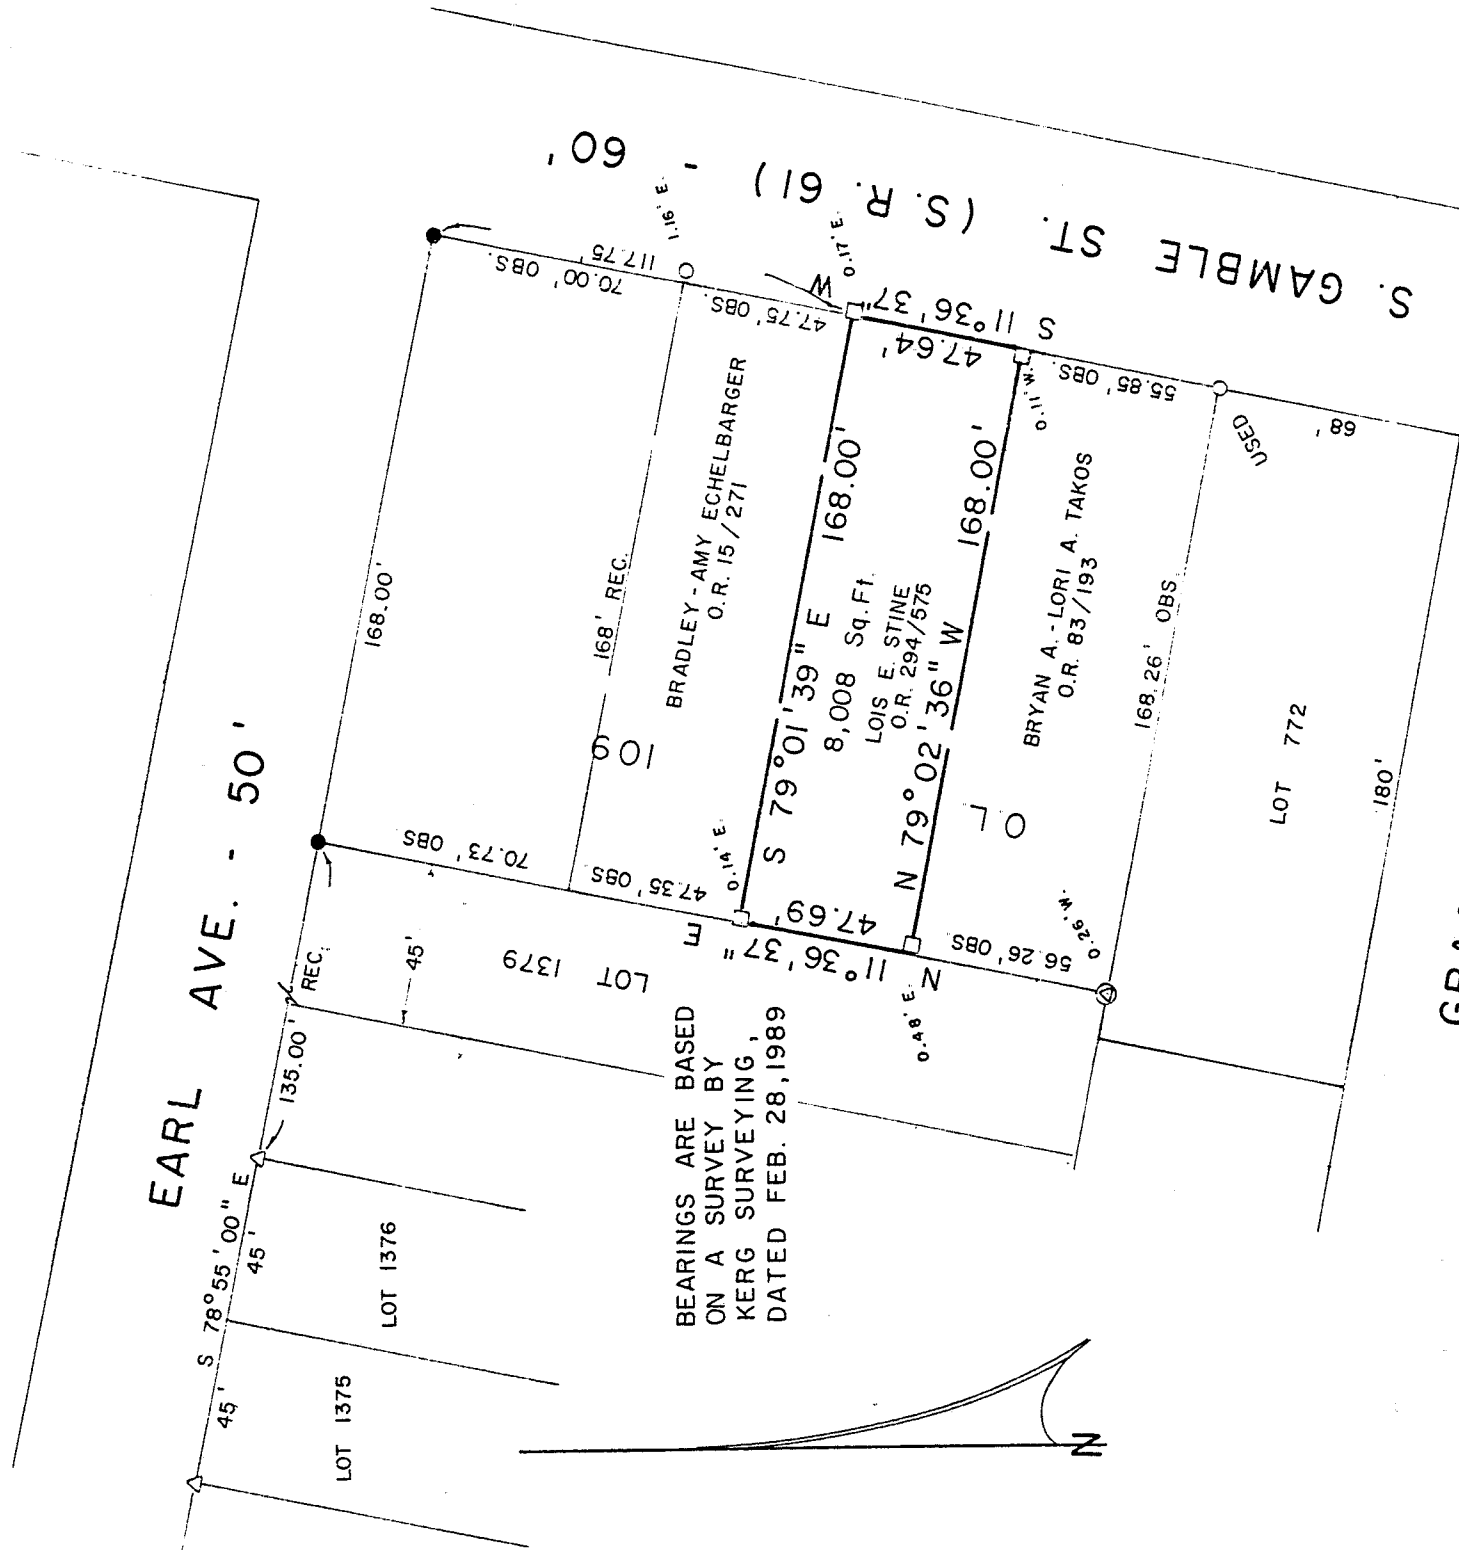 EARL AVE. - 50'
S. GAMBLE ST. (S. R. 61) - 60'
S 78°55'00" E
45'
45'
135.00'
REC.
168.00'
LOT 1375
LOT 1376
LOT 1379
45'
70.73' OBS
47.35' OBS
70.00' OBS.
117.75'
1.16' E.
47.75' OBS.
0.17' E.
168' REC.
BRADLEY - AMY ECHELBARGER
O.R. 15/271
109
0.14' E.
S 79°01'39" E 168.00'
8,008 Sq. Ft.
LOIS E. STINE
O.R. 294/575
N 79°02'36" W 168.00'
S 11°36'37" W
47.64'
N 11°36'37" E
47.69'
0.48' E.
0.11' W.
55.85' OBS.
56.26' OBS
0.26' W.
O L
BRYAN A. - LORI A. TAKOS
O.R. 83/193
168.26' OBS
USED
68'
LOT 772
180'
BEARINGS ARE BASED
ON A SURVEY BY
KERG SURVEYING,
DATED FEB. 28, 1989
N